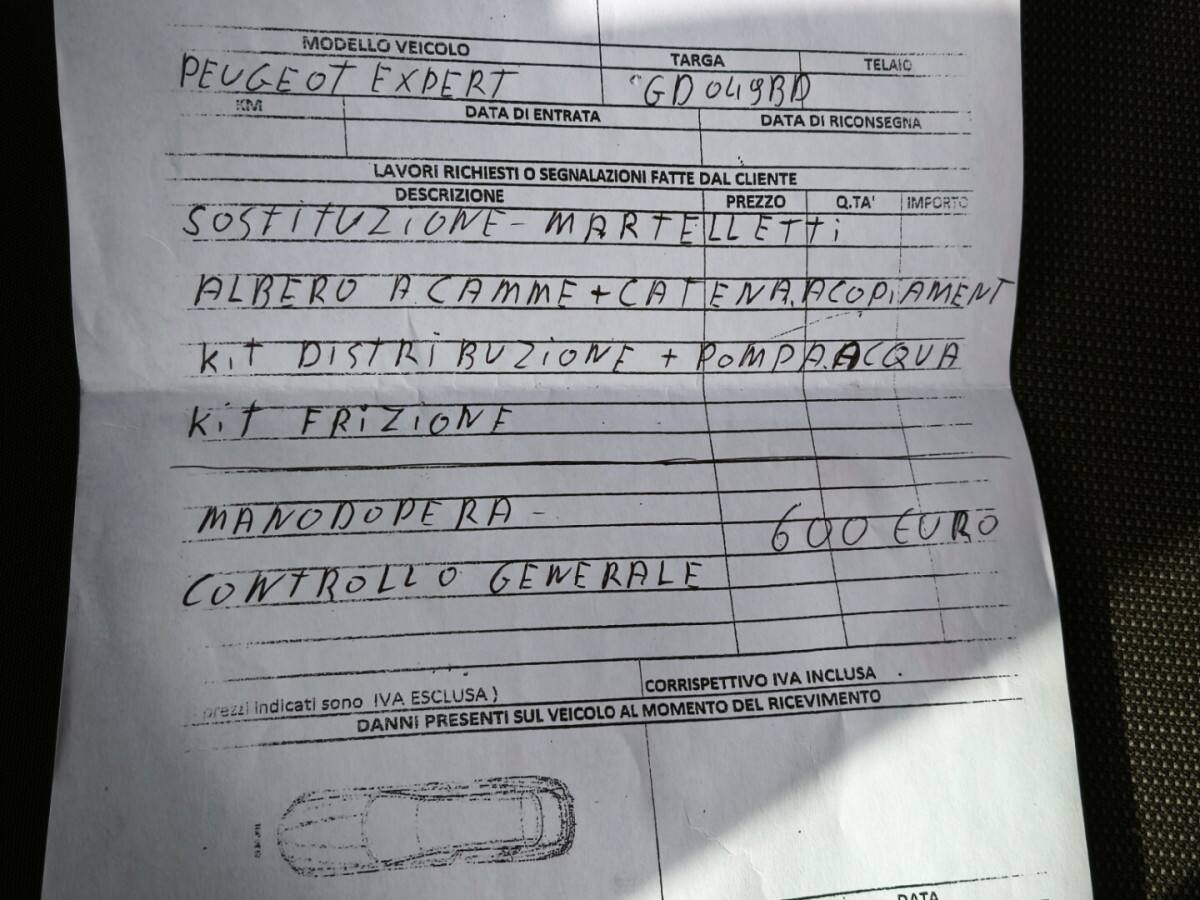 MODELLO VEICOLO TARGA TELAIO
PEUGEOT EXPERT GD049BD
KM DATA DI ENTRATA DATA DI RICONSEGNA
LAVORI RICHIESTI O SEGNALAZIONI FATTE DAL CLIENTE
DESCRIZIONE PREZZO Q.TA' IMPORTO
SOSTITUZIONE - MARTELLETTI
ALBERO A CAMME + CATENA. ACOPIAMENT
KIT DISTRIBUZIONE + POMPA. ACQUA
KIT FRIZIONE
MANODOPERA - 600 EURO
CONTROLLO GENERALE
prezzi indicati sono IVA ESCLUSA ) CORRISPETTIVO IVA INCLUSA
DANNI PRESENTI SUL VEICOLO AL MOMENTO DEL RICEVIMENTO
DATA